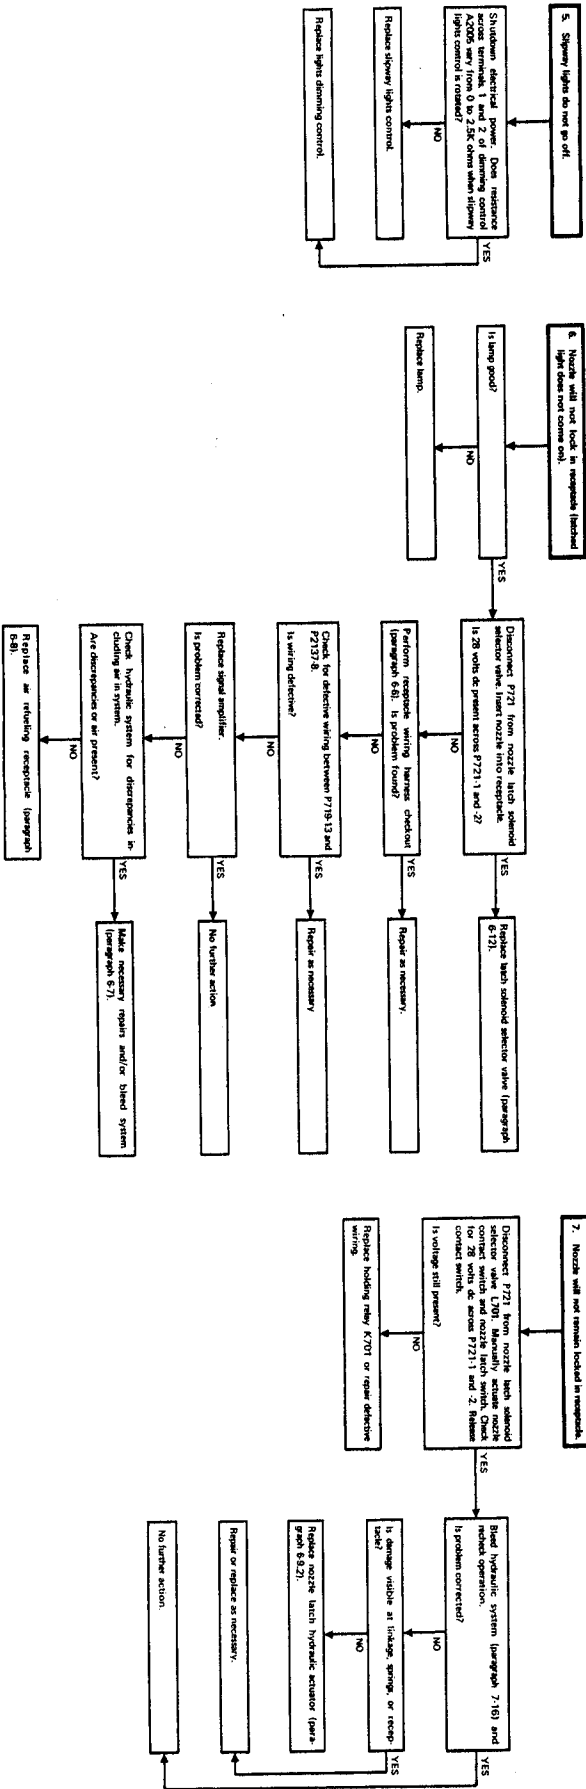 5. Slipway lights do not go off.
Shutdown electrical power. Does resistance
across terminals 1 and 2 of dimming control
A2005 vary from 0 to 2.5K ohms when slipway
lights control is rotated?
YES
NO
Replace slipway lights control.
Replace lights dimming control.
6. Nozzle will not lock in receptacle (latched
light does not come on).
Is lamp good?
YES
NO
Replace lamp.
Disconnect P721 from nozzle latch solenoid
selector valve. Insert nozzle into receptacle.
Is 28 volts dc present across P721-1 and -2?
YES
NO
Replace latch solenoid selector valve (paragraph
6-12).
Perform receptacle wiring harness checkout
(paragraph 6-6). Is problem found?
YES
NO
Repair as necessary.
Check for defective wiring between P719-13 and
P2137-8.
Is wiring defective?
YES
NO
Repair as necessary
Replace signal amplifier.
Is problem corrected?
YES
NO
No further action
Check hydraulic system for discrepancies in-
cluding air in system.
Are discrepancies or air present?
YES
NO
Make necessary repairs and/or bleed system
(paragraph 6-7).
Replace air refueling receptacle (paragraph
6-8).
7. Nozzle will not remain locked in receptacle.
Disconnect P721 from nozzle latch solenoid
selector valve L701. Manually actuate nozzle
contact switch and nozzle latch switch. Check
for 28 volts dc across P721-1 and -2. Release
contact switch.
Is voltage still present?
YES
NO
Replace holding relay K701 or repair defective
wiring.
Bleed hydraulic system (paragraph 7-16) and
recheck operation.
Is problem corrected?
YES
NO
Is damage visible at linkage, springs, or recep-
tacle?
YES
NO
Replace nozzle latch hydraulic actuator (para-
graph 6-9.2).
Repair or replace as necessary.
No further action.